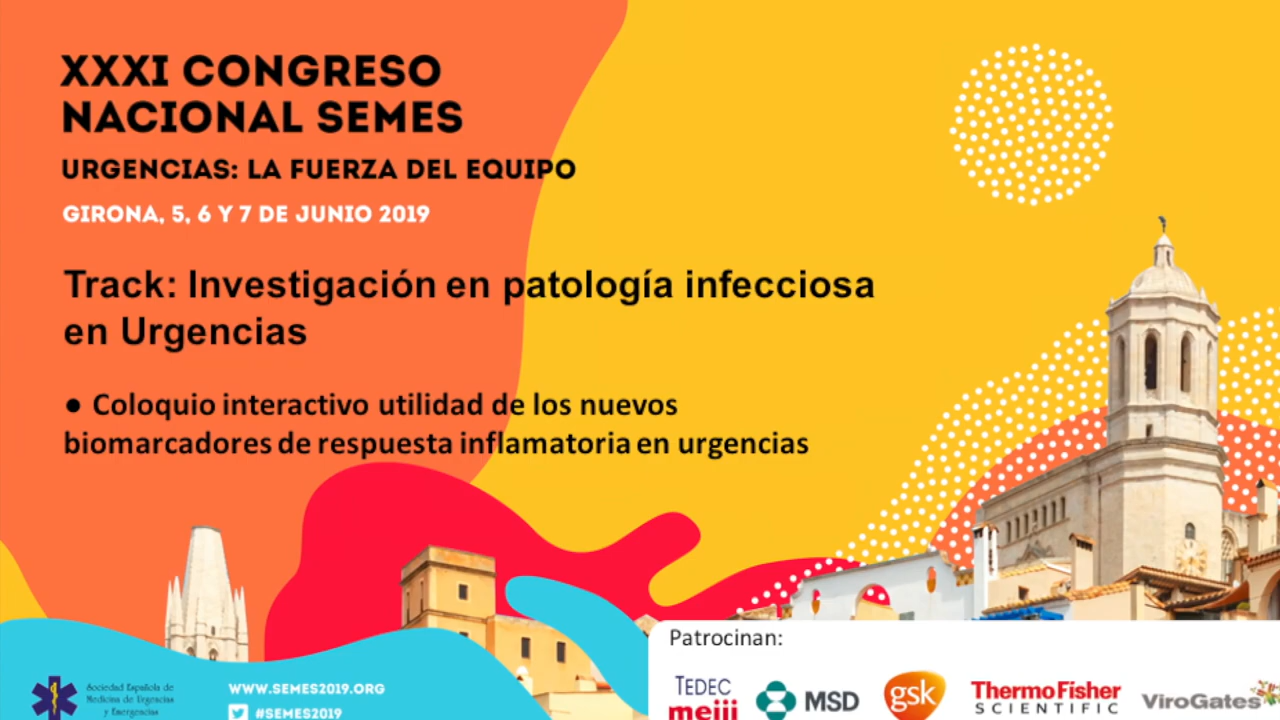 XXXI CONGRESO
NACIONAL SEMES
URGENCIAS: LA FUERZA DEL EQUIPO
GIRONA, 5, 6 Y 7 DE JUNIO 2019
Track: Investigación en patología infecciosa
en Urgencias
● Coloquio interactivo utilidad de los nuevos
biomarcadores de respuesta inflamatoria en urgencias
Sociedad Española de
Medicina de Urgencias
y Emergencias
WWW.SEMES2019.ORG
#SEMES2019
Patrocinan:
TEDEC
meiji
MSD
gsk
ThermoFisher
SCIENTIFIC
ViroGates